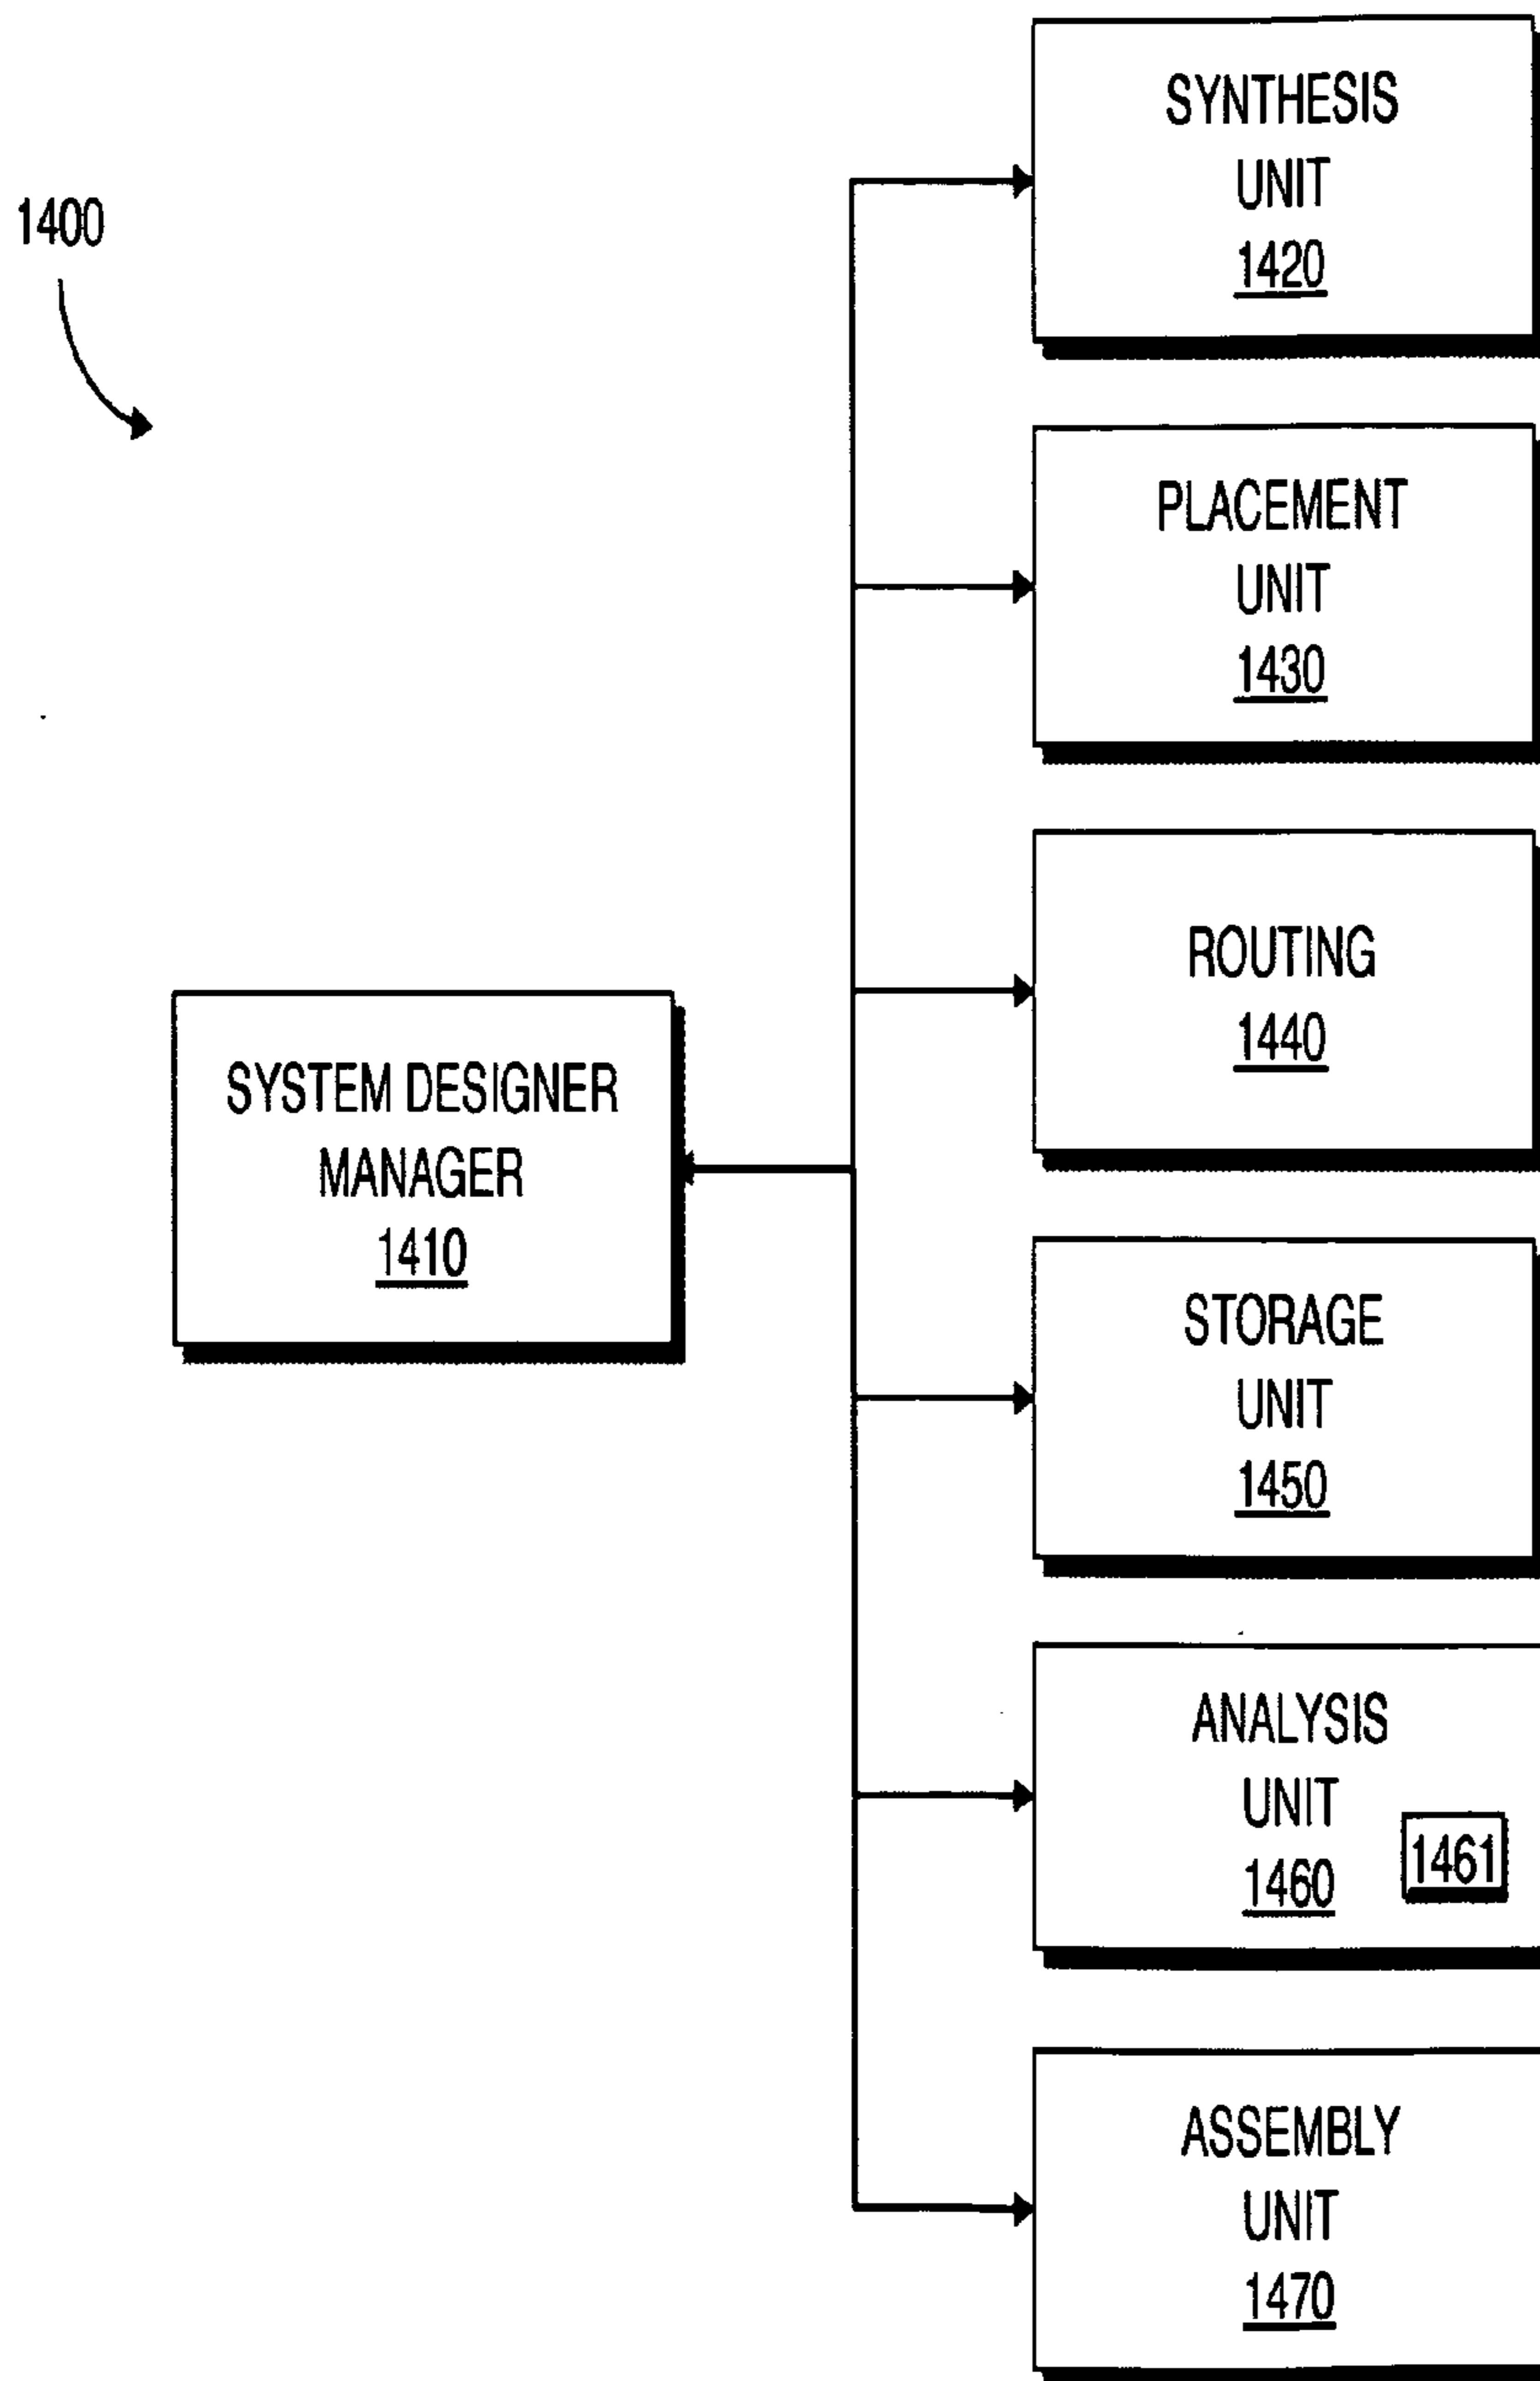 1400
SYNTHESIS
UNIT
1420
PLACEMENT
UNIT
1430
ROUTING
1440
SYSTEM DESIGNER
MANAGER
1410
STORAGE
UNIT
1450
ANALYSIS
UNIT
1460
1461
ASSEMBLY
UNIT
1470